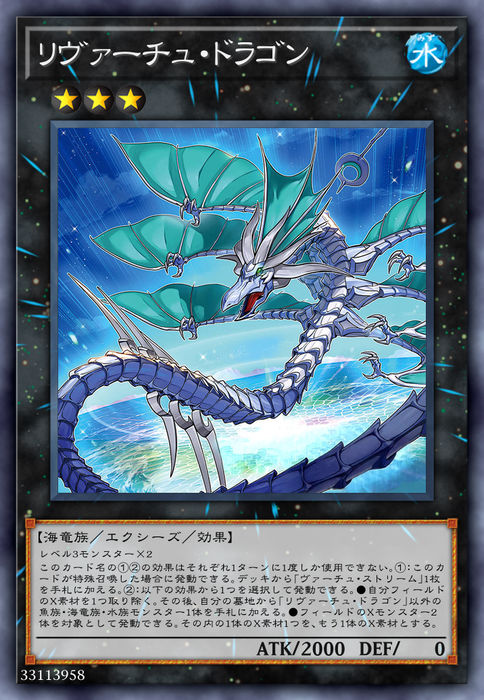 リヴァーチュ・ドラゴン
みず
水
【海竜族／エクシーズ／効果】
レベル3モンスター×2
このカード名の①②の効果はそれぞれ1ターンに1度しか使用できない。①：このカ
ードが特殊召喚した場合に発動できる。デッキから「ヴァーチュ・ストリーム」1枚
を手札に加える。②：以下の効果から1つを選択して発動できる。●自分フィールド
のX素材を1つ取り除く。その後、自分の墓地から「リヴァーチュ・ドラゴン」以外の
魚族・海竜族・水族モンスター1体を手札に加える。●フィールドのXモンスター2
体を対象として発動できる。その内の1体のX素材1つを、もう1体のX素材とする。
ATK/2000 DEF/ 0
33113958